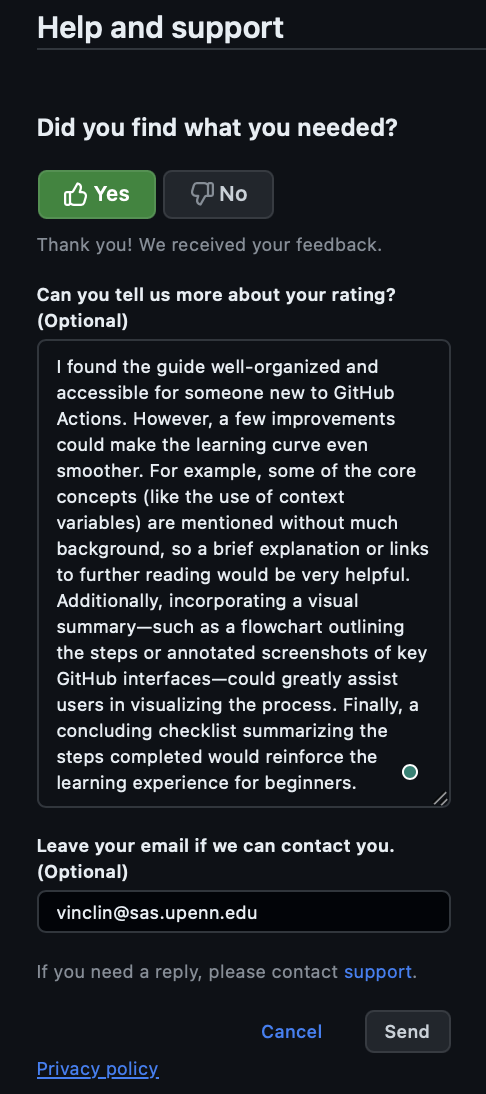 Help and support
Did you find what you needed?
Yes
No
Thank you! We received your feedback.
Can you tell us more about your rating?
(Optional)
I found the guide well-organized and
accessible for someone new to GitHub
Actions. However, a few improvements
could make the learning curve even
smoother. For example, some of the core
concepts (like the use of context
variables) are mentioned without much
background, so a brief explanation or links
to further reading would be very helpful.
Additionally, incorporating a visual
summary—such as a flowchart outlining
the steps or annotated screenshots of key
GitHub interfaces—could greatly assist
users in visualizing the process. Finally, a
concluding checklist summarizing the
steps completed would reinforce the
learning experience for beginners.
Leave your email if we can contact you.
(Optional)
vinclin@sas.upenn.edu
If you need a reply, please contact support.
Cancel
Send
Privacy policy